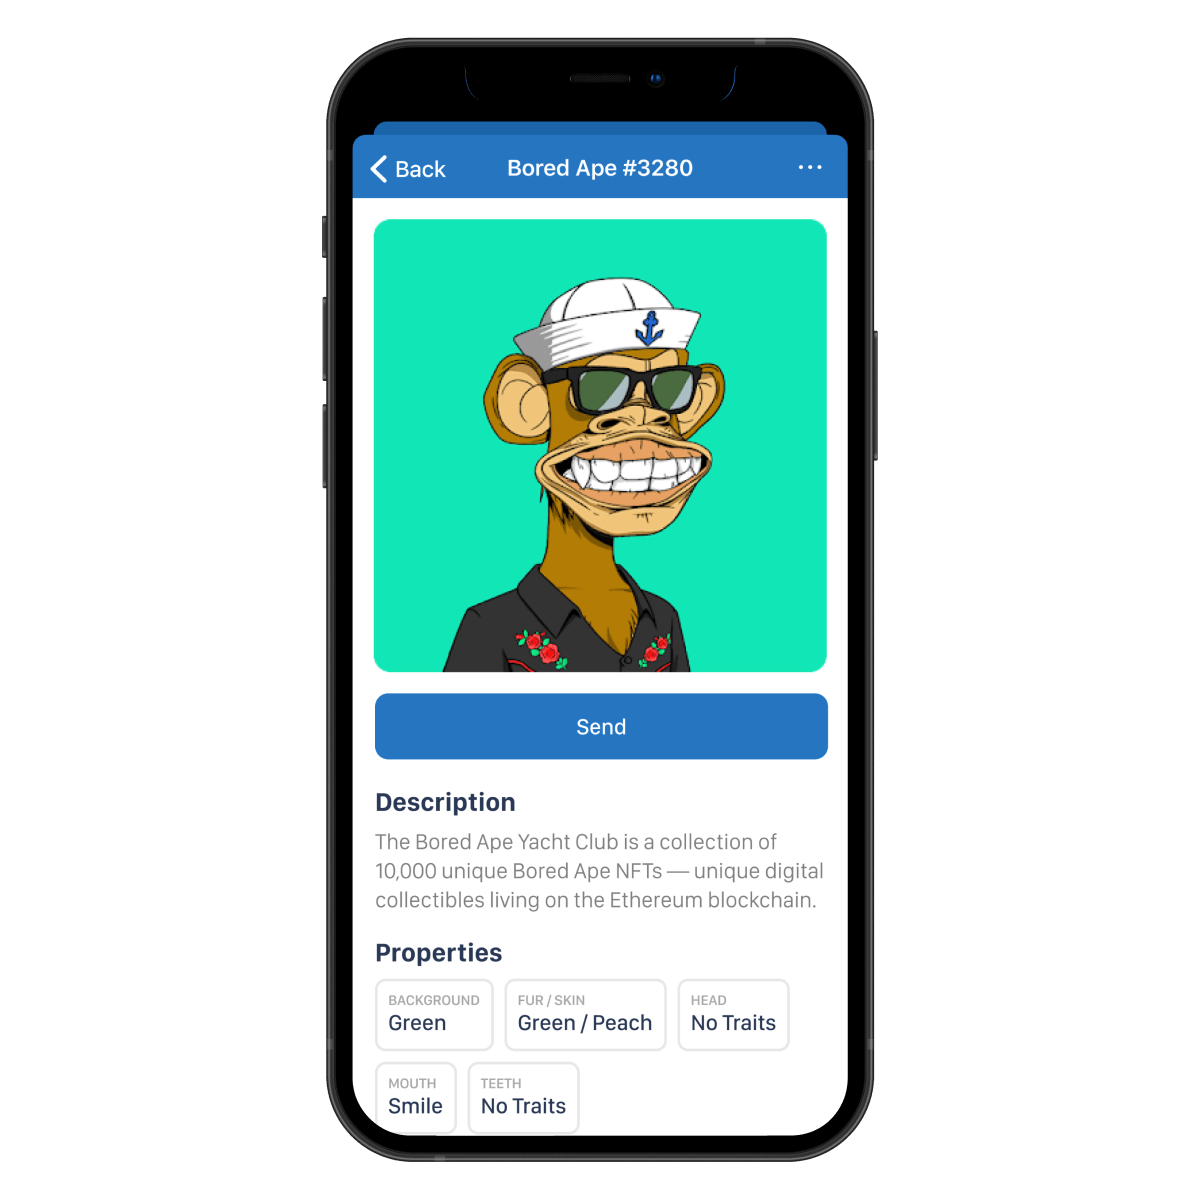 Back
Bored Ape #3280
Send
Description
The Bored Ape Yacht Club is a collection of
10,000 unique Bored Ape NFTs — unique digital
collectibles living on the Ethereum blockchain.
Properties
BACKGROUND
Green
FUR / SKIN
Green / Peach
HEAD
No Traits
MOUTH
Smile
TEETH
No Traits